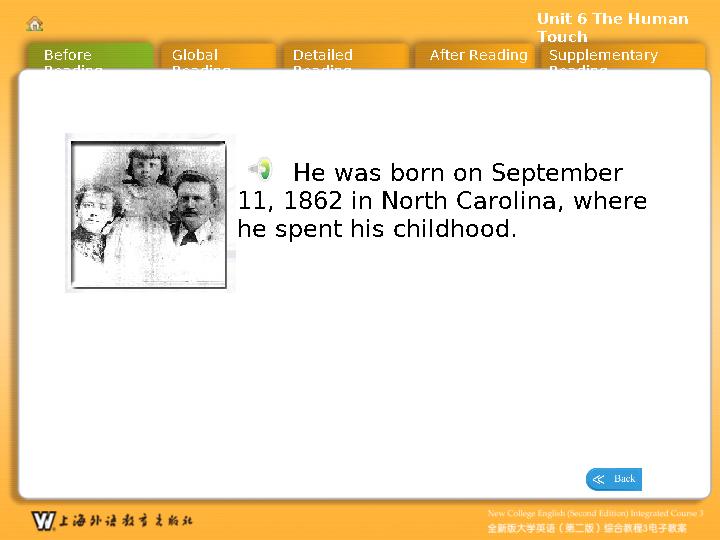 Unit 6 The Human
Touch
Before
Reading
Global
Reading
Detailed
Reading
After Reading
Supplementary
Reading
He was born on September
11, 1862 in North Carolina, where
he spent his childhood.
Back
上海外语教育出版社
New College English (Second Edition) Integrated Course 3
全新版大学英语（第二版）综合教程3电子教案